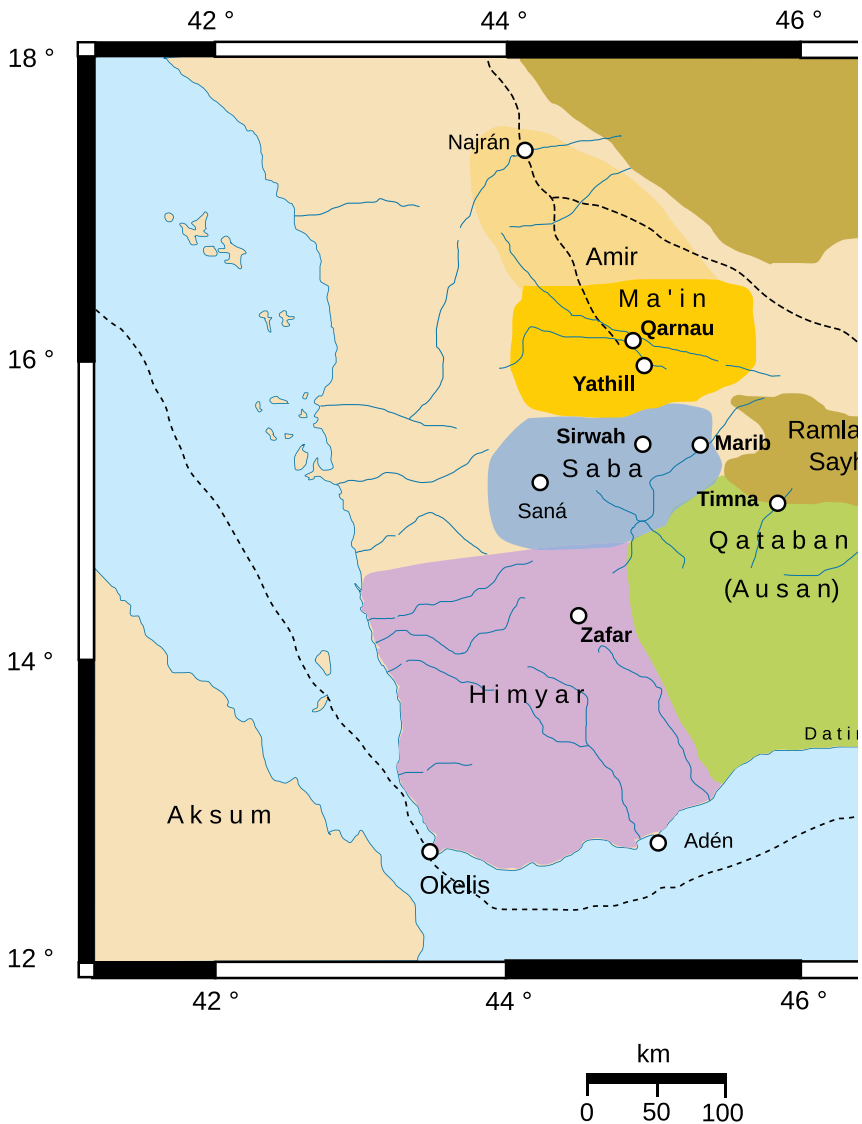 42 °
44 °
46 °
18 °
Najrán
Amir
Ma'in
Qarnau
16 °
Yathill
Sirwah
Marib
Ramla
Saba
Sayh
Timna
Saná
Qataban
(Ausan)
Zafar
14 °
Himyar
Datin
Aksum
Adén
Okelis
12 °
42 °
44 °
46 °
km
0 50 100